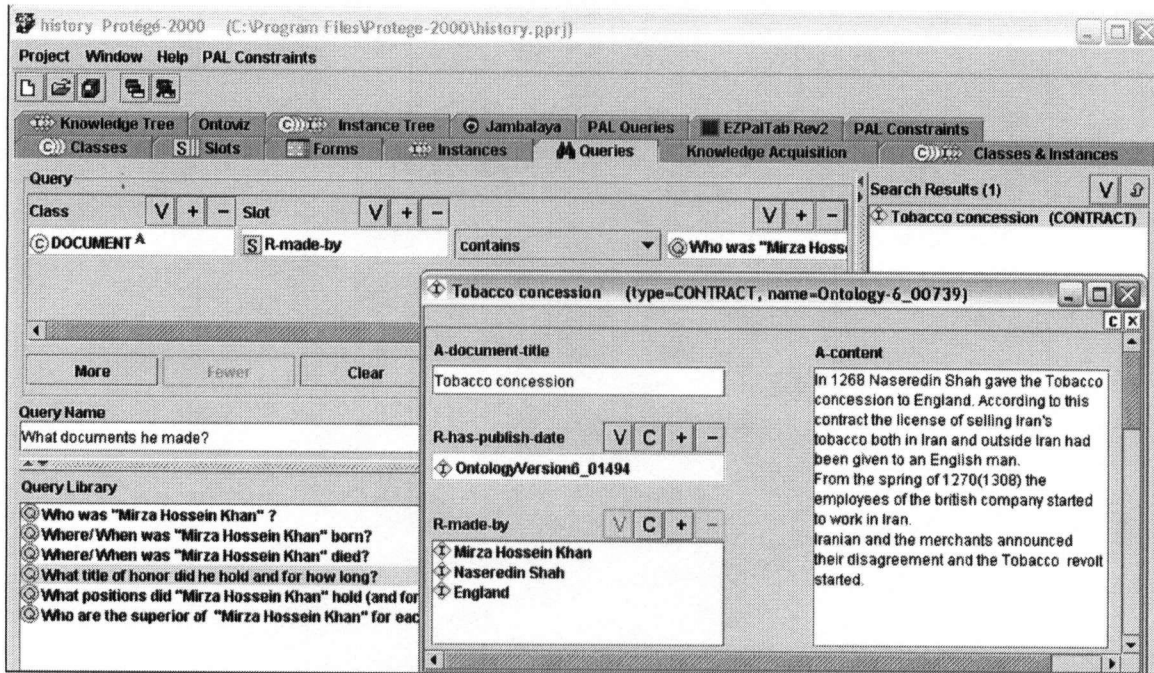 history Protégé-2000 (C:\Program Files\Protege-2000\history.pprj)
Project Window Help PAL Constraints
Knowledge Tree Ontoviz Instance Tree Jambalaya PAL Queries EZPalTab Rev2 PAL Constraints
Classes Slots Forms Instances Queries Knowledge Acquisition Classes & Instances
Query
Class V + - Slot V + - V + -
DOCUMENT A R-made-by contains Who was "Mirza Hoss
Search Results (1) V
Tobacco concession (CONTRACT)
More Fewer Clear
Query Name
What documents he made?
Query Library
Who was "Mirza Hossein Khan" ?
Where/When was "Mirza Hossein Khan" born?
Where/When was "Mirza Hossein Khan" died?
What title of honor did he hold and for how long?
What positions did "Mirza Hossein Khan" hold (and for
Who are the superior of "Mirza Hossein Khan" for eac
Tobacco concession (type=CONTRACT, name=Ontology-6_00739)
C X
A-document-title
Tobacco concession
R-has-publish-date V C + -
OntologyVersion6_01494
R-made-by V C + -
Mirza Hossein Khan
Naseredin Shah
England
A-content
In 1268 Naseredin Shah gave the Tobacco
concession to England. According to this
contract the license of selling Iran's
tobacco both in Iran and outside Iran had
been given to an English man.
From the spring of 1270(1308) the
employees of the british company started
to work in Iran.
Iranian and the merchants announced
their disagreement and the Tobacco revolt
started.